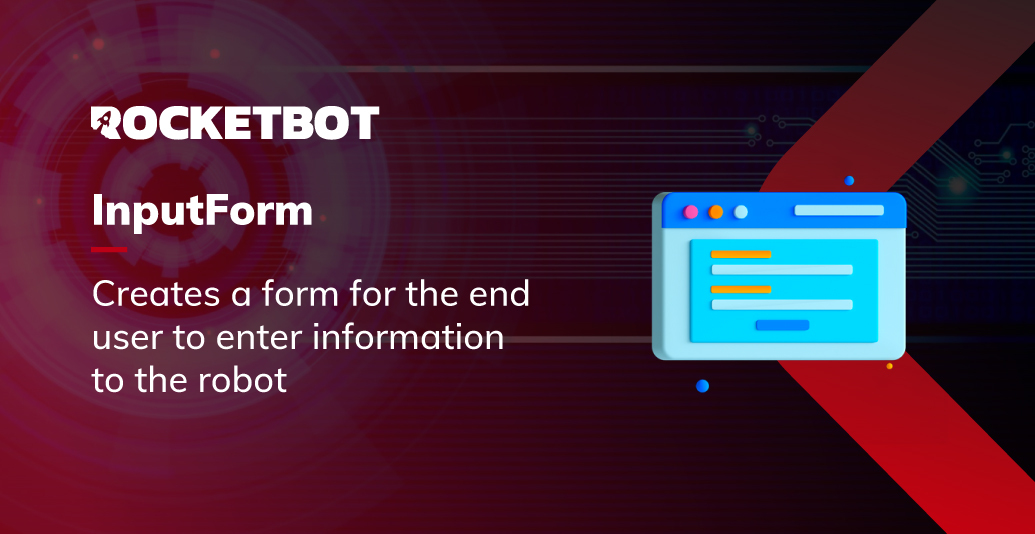 ROCKETBOT
InputForm
Creates a form for the end
user to enter information
to the robot